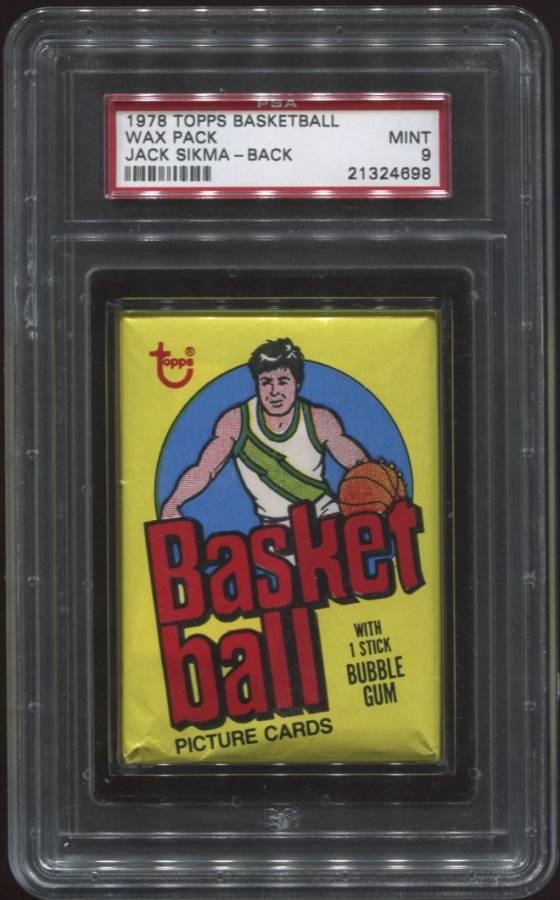 PSA
1978 TOPPS BASKETBALL
WAX PACK MINT
JACK SIKMA - BACK 9
21324698
topps®
Basket
ball
WITH
1 STICK
BUBBLE
GUM
PICTURE CARDS